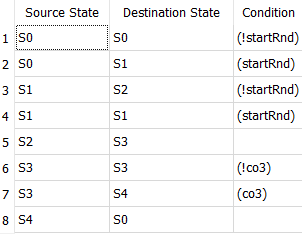 Source State Destination State Condition
1 S0 S0 (!startRnd)
2 S0 S1 (startRnd)
3 S1 S2 (!startRnd)
4 S1 S1 (startRnd)
5 S2 S3
6 S3 S3 (!co3)
7 S3 S4 (co3)
8 S4 S0